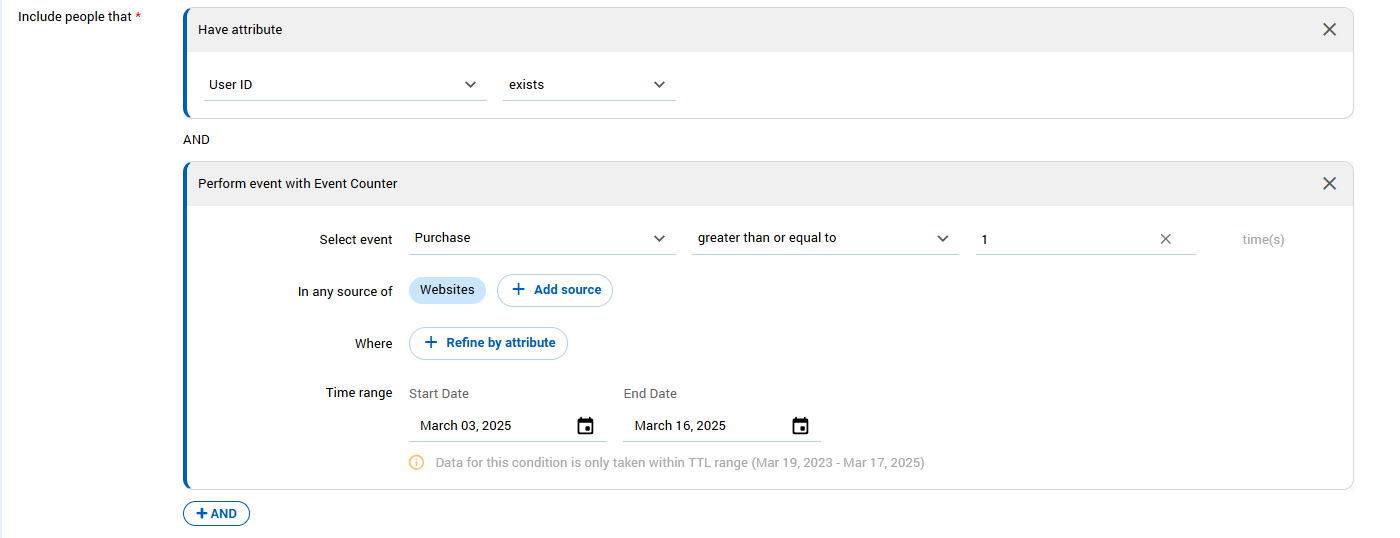 Include people that *
Have attribute
User ID exists
AND
Perform event with Event Counter
Select event Purchase greater than or equal to 1 time(s)
In any source of Websites + Add source
Where + Refine by attribute
Time range Start Date End Date
March 03, 2025 March 16, 2025
Data for this condition is only taken within TTL range (Mar 19, 2023 - Mar 17, 2025)
+ AND